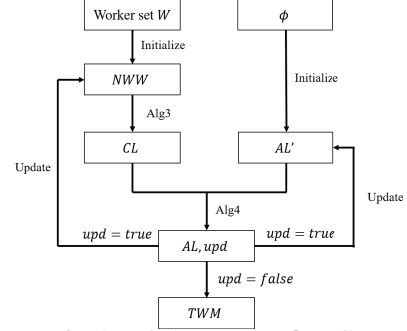 Worker set W
ϕ
Initialize
Initialize
NWW
Alg3
CL
AL'
Update
Update
Alg4
upd = true
upd = true
AL, upd
upd = false
TWM